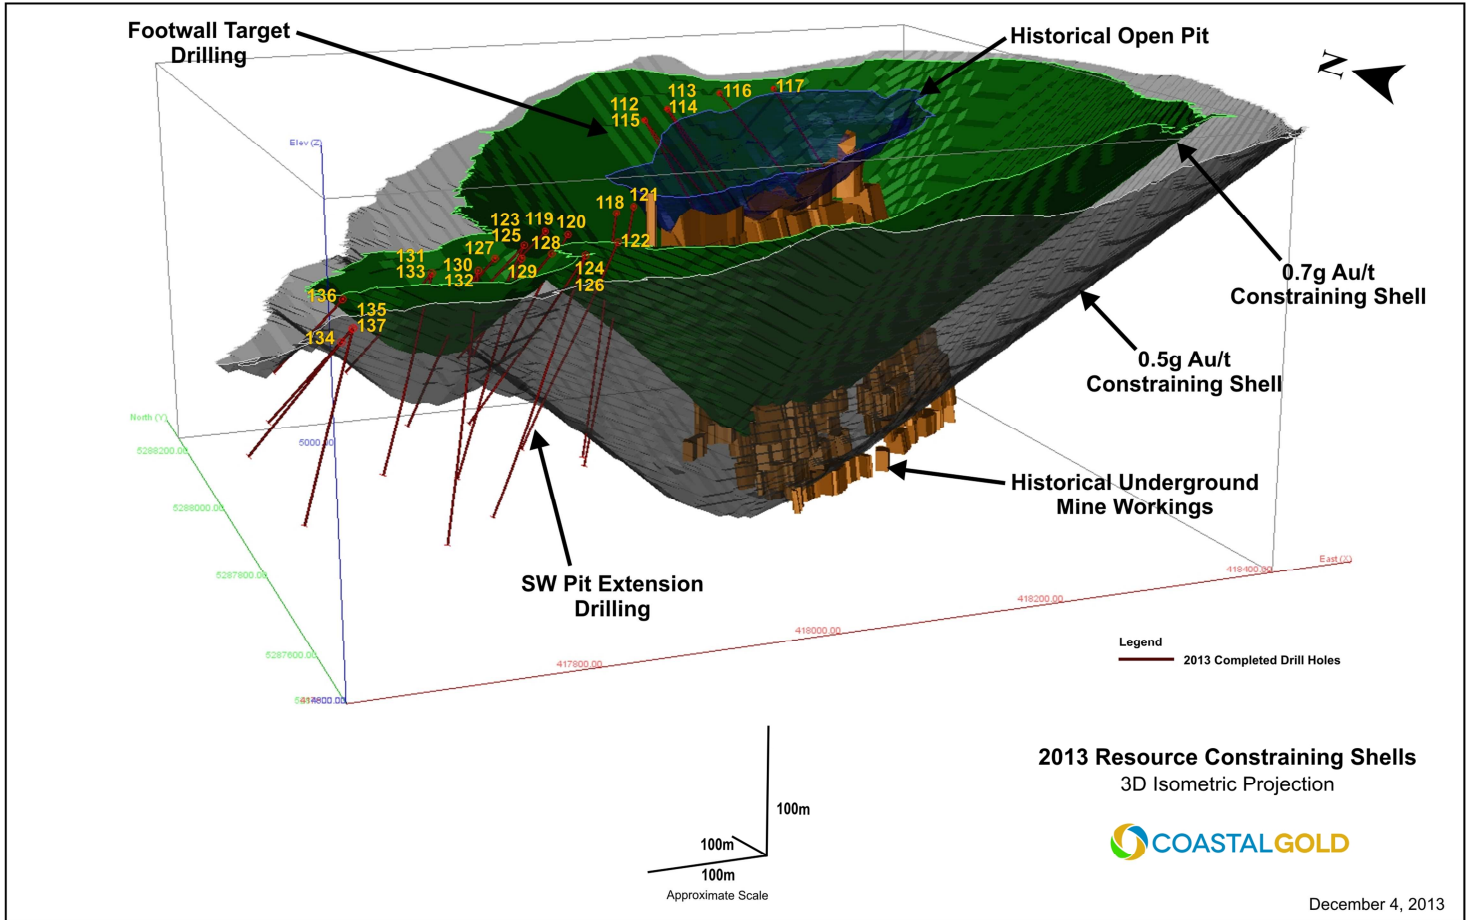 Footwall Target
Drilling
Historical Open Pit
N
113
116
117
112
114
115
Elev (Z)
121
118
123
119
120
125
122
127
128
131
130
124
133
132
129
126
136
135
137
134
0.7g Au/t
Constraining Shell
0.5g Au/t
Constraining Shell
North (Y)
5288200.00
5000.00
Historical Underground
Mine Workings
5288000.00
SW Pit Extension
Drilling
5287800.00
East (X)
418400.00
418200.00
418000.00
5287600.00
417800.00
Legend
2013 Completed Drill Holes
2013 Resource Constraining Shells
3D Isometric Projection
100m
100m
100m
Approximate Scale
COASTALGOLD
December 4, 2013